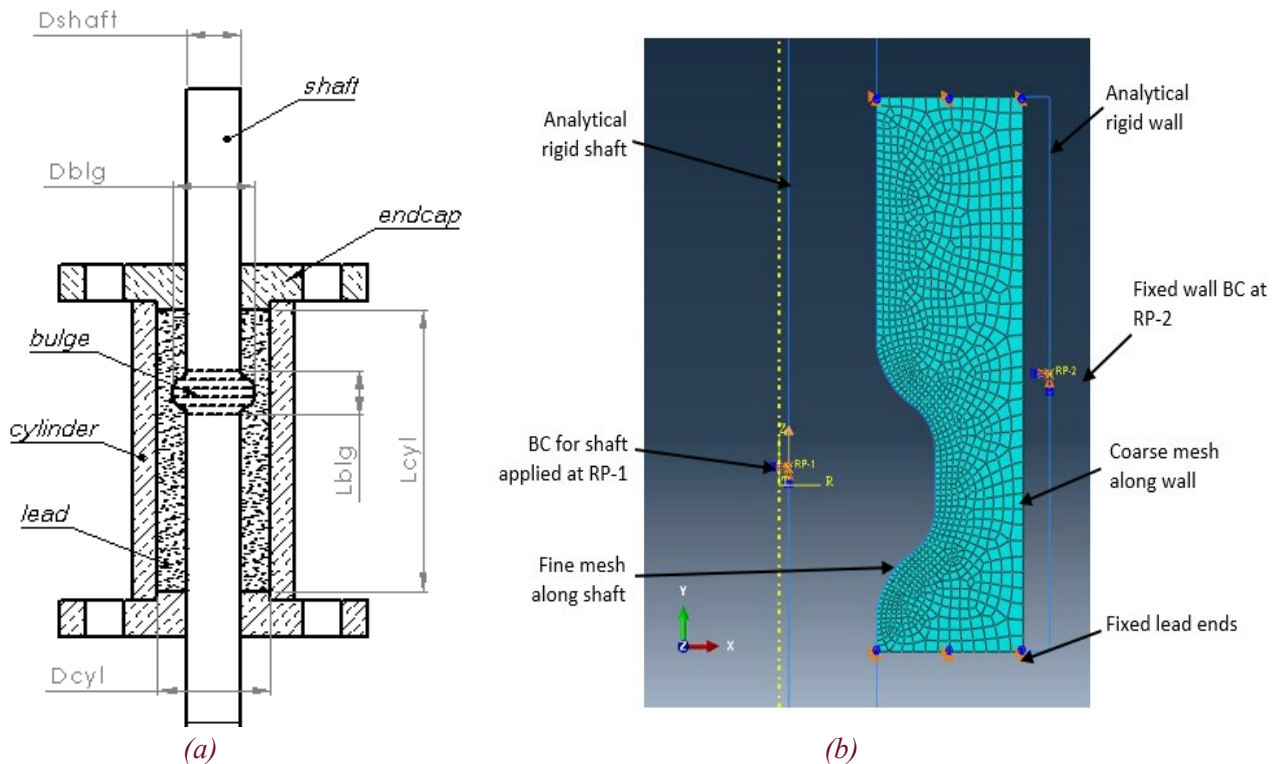 Dshaft
shaft
Dblg
endcap
bulge
cylinder
Lblg
Lcyl
lead
Dcyl
(a)
Analytical
rigid shaft
Analytical
rigid wall
Fixed wall BC at
RP-2
RP-2
BC for shaft
applied at RP-1
Z
RP-1
R
Coarse mesh
along wall
Fine mesh
along shaft
Y
Z
X
Fixed lead ends
(b)